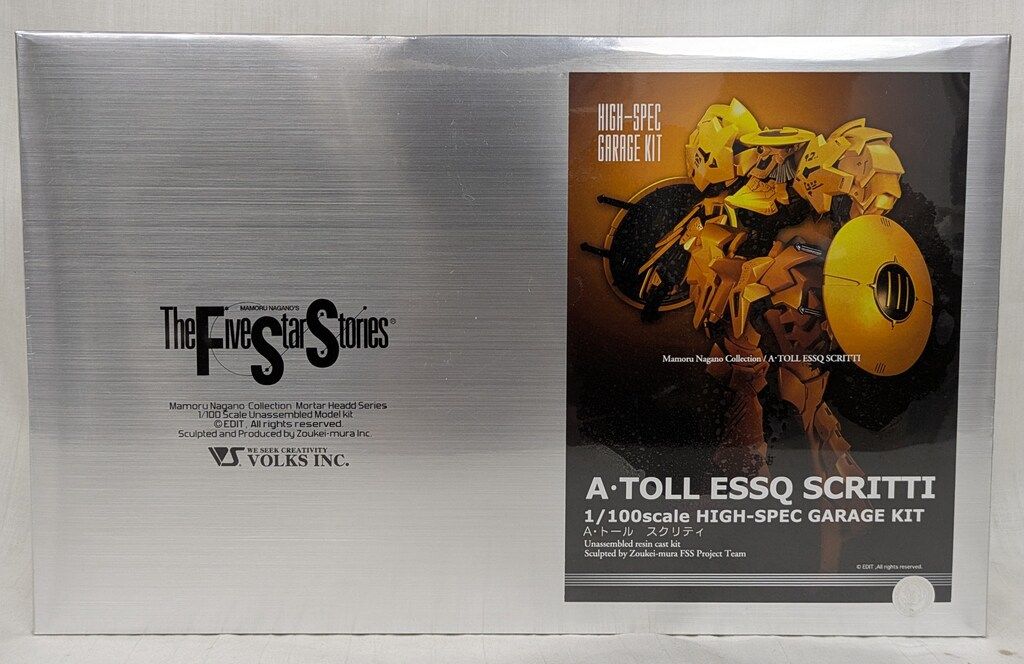 MAMORU NAGANO'S
The Five Star Stories®
Mamoru Nagano Collection Mortar Headd Series
1/100 Scale Unassembled Model kit
©EDIT, All rights reserved.
Sculpted and Produced by Zoukei-mura Inc.
VS. WE SEEK CREATIVITY
VOLKS INC.
HIGH-SPEC
GARAGE KIT
Mamoru Nagano Collection / A·TOLL ESSQ SCRITTI
A·TOLL ESSQ SCRITTI
1/100scale HIGH-SPEC GARAGE KIT
A・トール スクリティ
Unassembled resin cast kit
Sculpted by Zoukei-mura FSS Project Team
© EDIT ,All rights reserved.